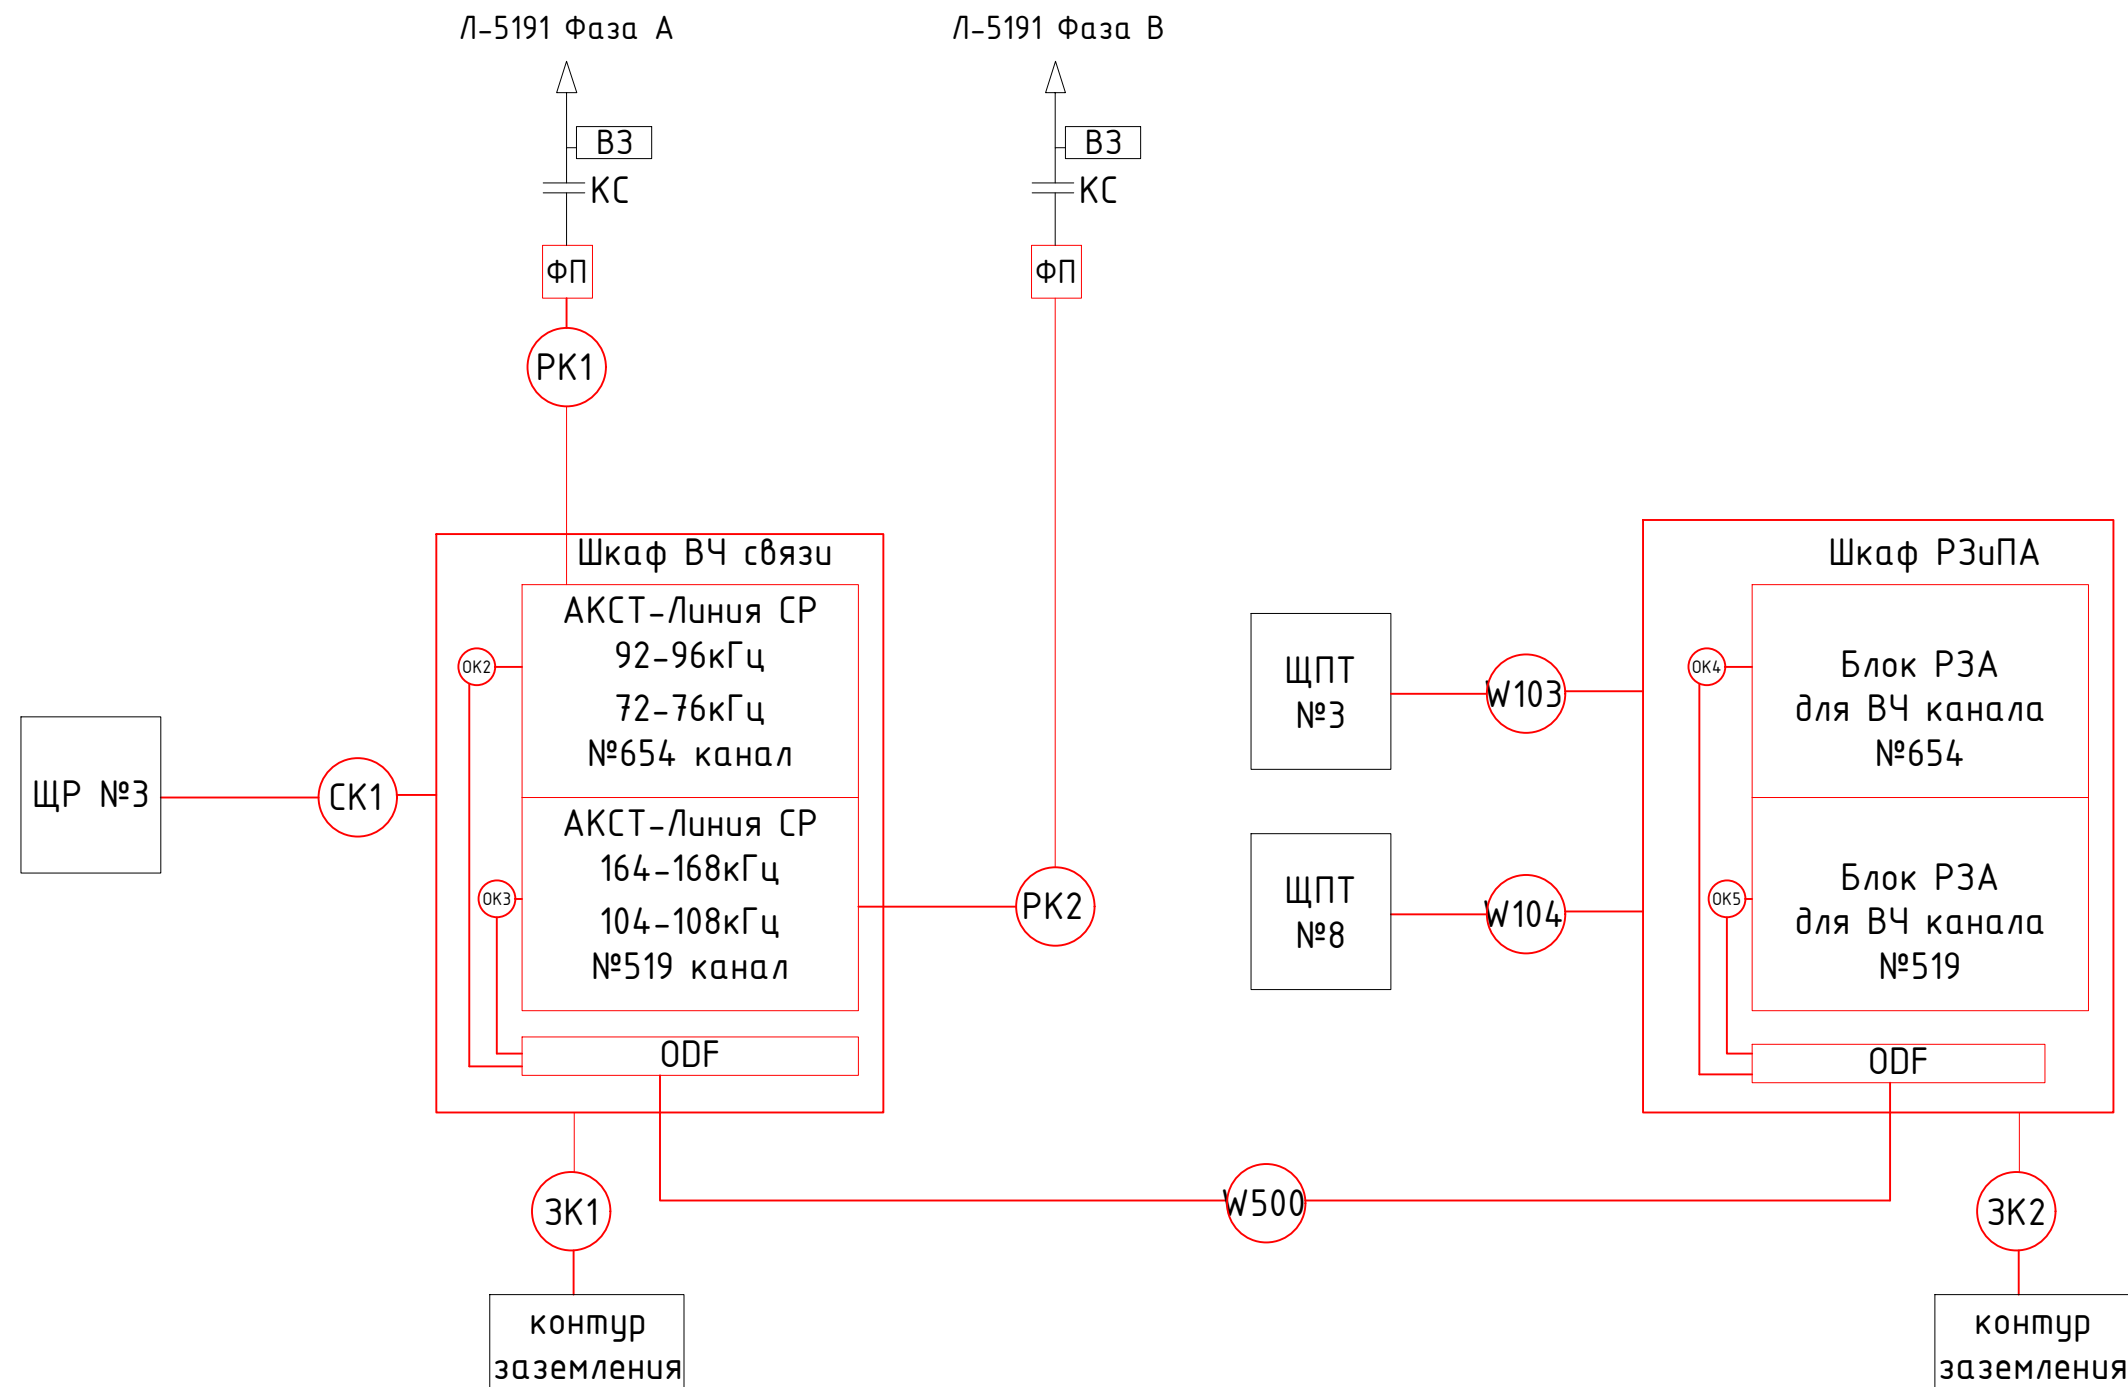 Л-5191 Фаза А
Л-5191 Фаза В
ВЗ
ВЗ
КС
КС
ФП
ФП
РК1
Шкаф ВЧ связи
АКСТ-Линия СР
92-96кГц
72-76кГц
№654 канал
ОК2
ЩР №3
СК1
АКСТ-Линия СР
164-168кГц
104-108кГц
№519 канал
ОК3
РК2
ODF
ЗК1
контур
заземления
W500
ЩПТ
№3
W103
ЩПТ
№8
W104
Шкаф РЗиПА
Блок РЗА
для ВЧ канала
№654
ОК4
Блок РЗА
для ВЧ канала
№519
ОК5
ODF
ЗК2
контур
заземления